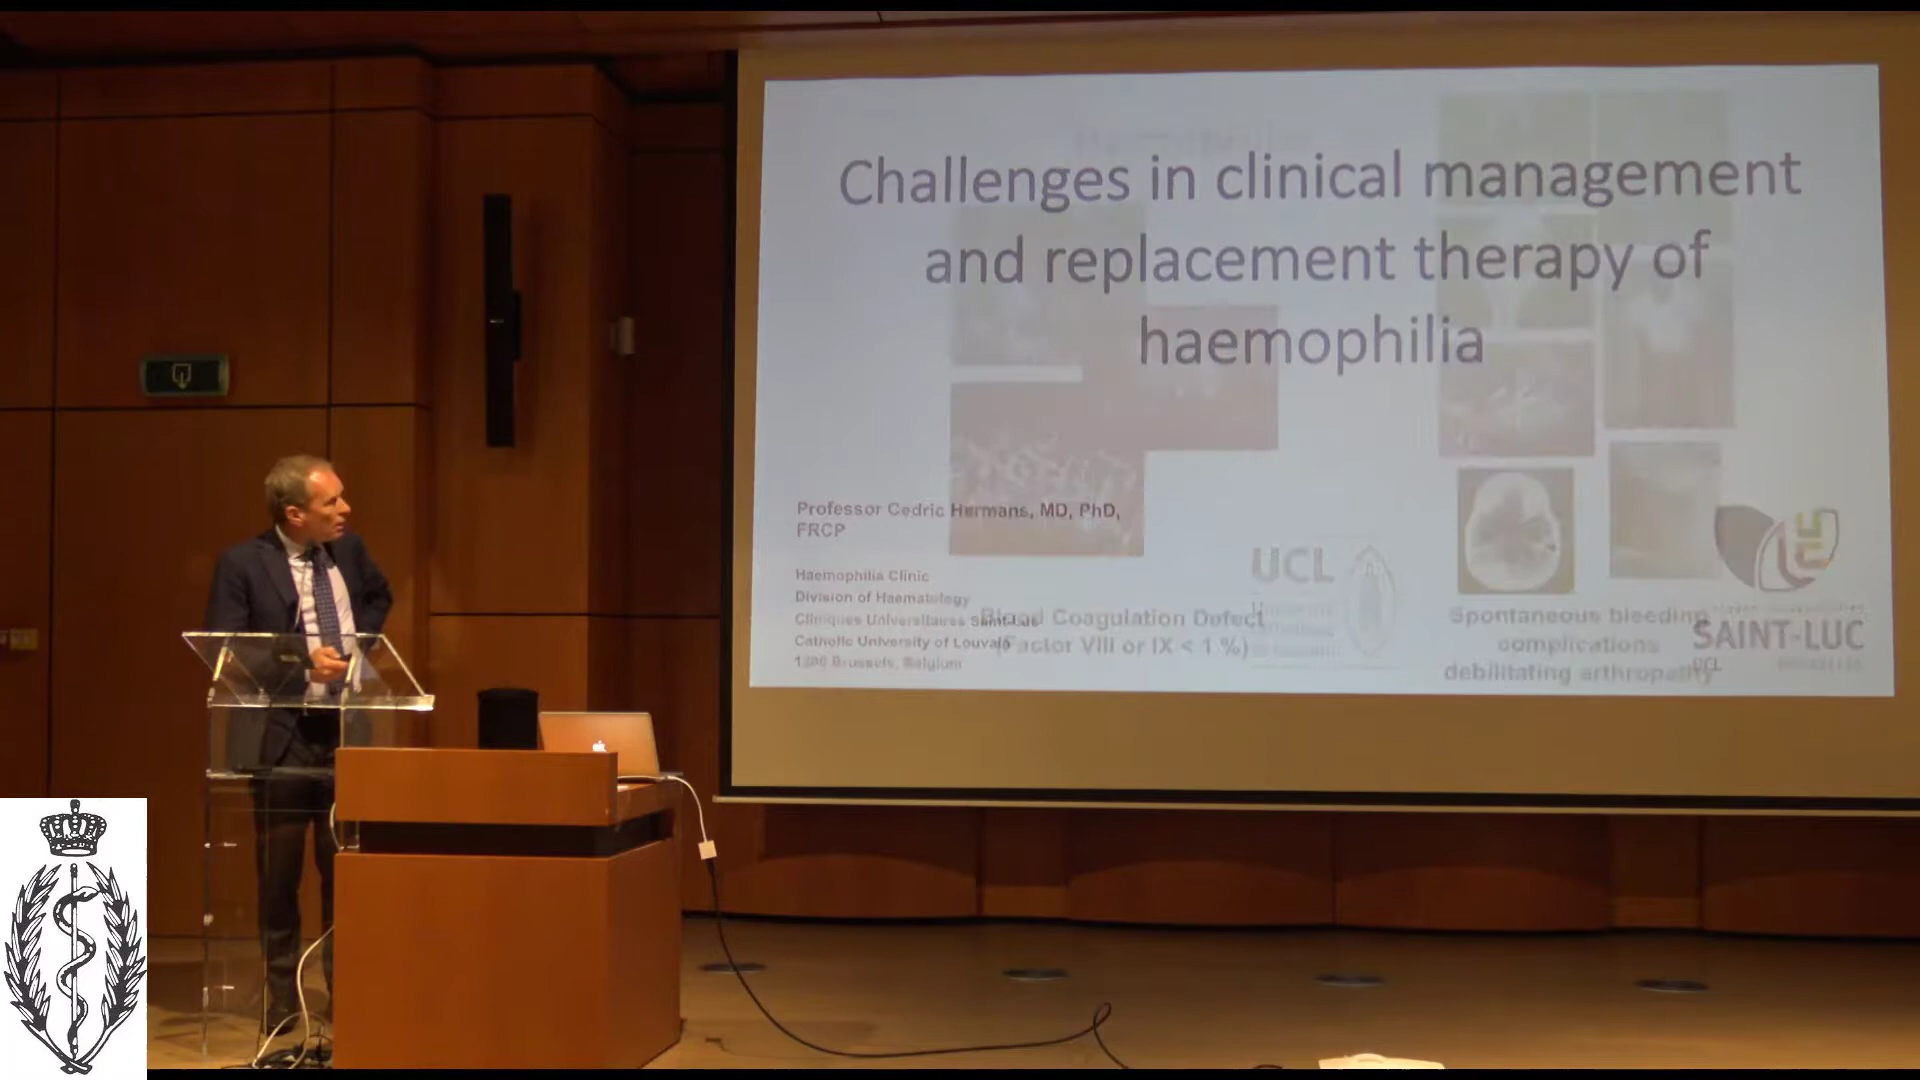 Challenges in clinical management
and replacement therapy of
haemophilia
Professor Cedric Hermans, MD, PhD,
FRCP
Haemophilia Clinic
Division of Haematology
Cliniques Universitaires Saint-Luc
Catholic University of Louvain
1200 Brussels, Belgium
Blood Coagulation Defect
(Factor VIII or IX < 1 %)
UCL
Spontaneous bleeding
complications
debilitating arthropathy
SAINT-LUC
UCL